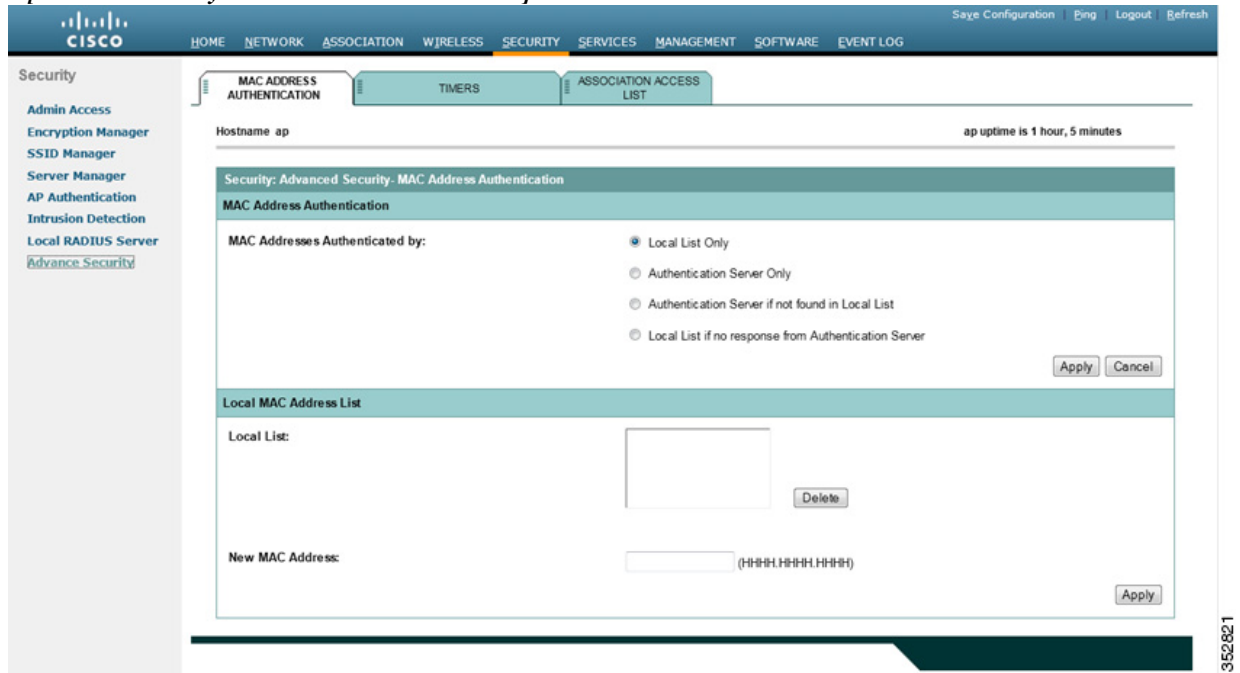 Save Configuration | Ping | Logout | Refresh
CISCO
HOME NETWORK ASSOCIATION WIRELESS SECURITY SERVICES MANAGEMENT SOFTWARE EVENT LOG
Security
Admin Access
Encryption Manager
SSID Manager
Server Manager
AP Authentication
Intrusion Detection
Local RADIUS Server
Advance Security
MAC ADDRESS
AUTHENTICATION
TIMERS
ASSOCIATION ACCESS
LIST
Hostname ap
ap uptime is 1 hour, 5 minutes
Security: Advanced Security- MAC Address Authentication
MAC Address Authentication
MAC Addresses Authenticated by:
Local List Only
Authentication Server Only
Authentication Server if not found in Local List
Local List if no response from Authentication Server
Apply Cancel
Local MAC Address List
Local List:
Delete
New MAC Address:
(HHHH.HHHH.HHHH)
Apply
352821